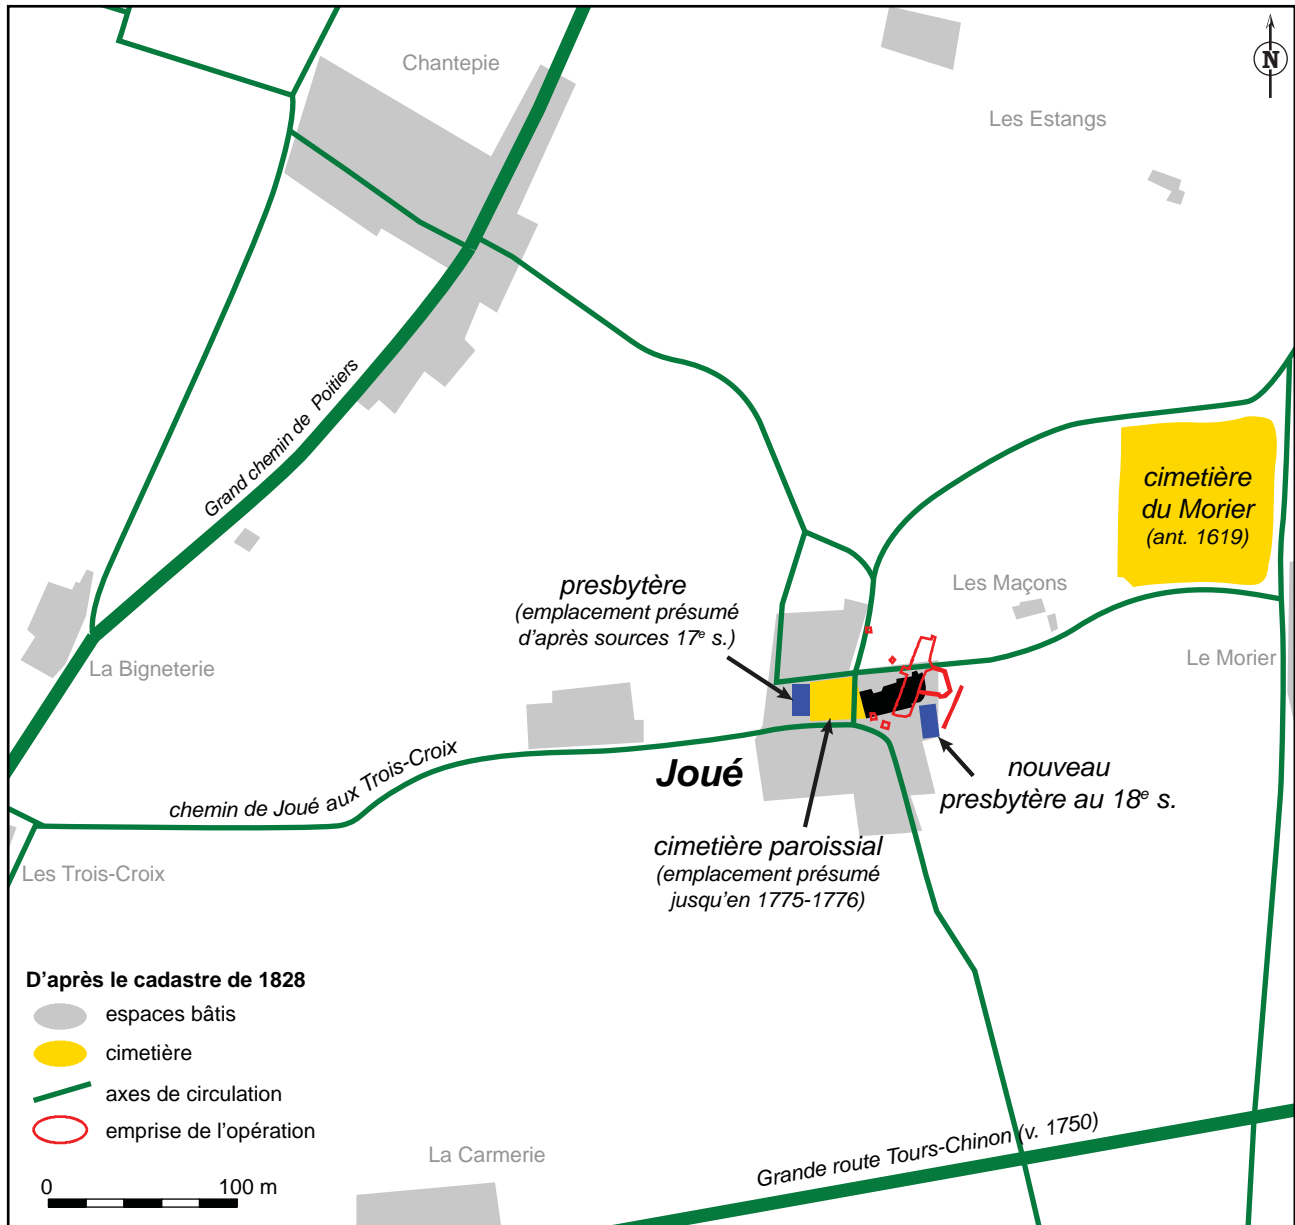 Chantepie
N
Les Estangs
Grand chemin de Poitiers
cimetière
du Morier
(ant. 1619)
presbytère
(emplacement présumé
d'après sources 17e s.)
Les Maçons
La Bigneterie
Le Morier
Joué
chemin de Joué aux Trois-Croix
nouveau
presbytère au 18e s.
cimetière paroissial
(emplacement présumé
jusqu'en 1775-1776)
Les Trois-Croix
D'après le cadastre de 1828
espaces bâtis
cimetière
axes de circulation
emprise de l'opération
La Carmerie
Grande route Tours-Chinon (v. 1750)
0 100 m